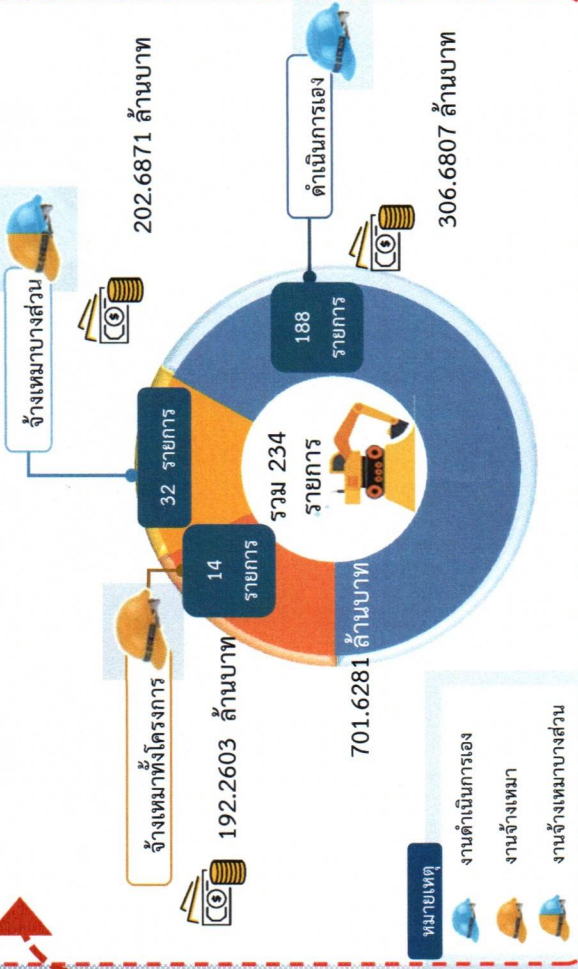 จ้างเหมาบางส่วน
202.6871 ล้านบาท
จ้างเหมาทั้งโครงการ
192.2603 ล้านบาท
32 รายการ
14
รายการ
รวม 234
รายการ
188
รายการ
ดำเนินการเอง
306.6807 ล้านบาท
701.6281 ล้านบาท
หมายเหตุ
งานดำเนินการเอง
งานจ้างเหมา
งานจ้างเหมาบางส่วน